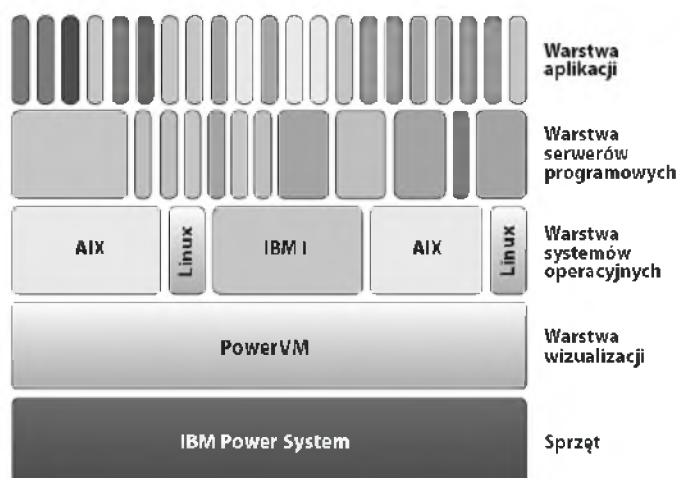 Warstwa
aplikacji
Warstwa
serwerów
programowych
AIX
Linux
IBM I
AIX
Linux
Warstwa
systemów
operacyjnych
PowerVM
Warstwa
wizualizacji
IBM Power System
Sprzęt